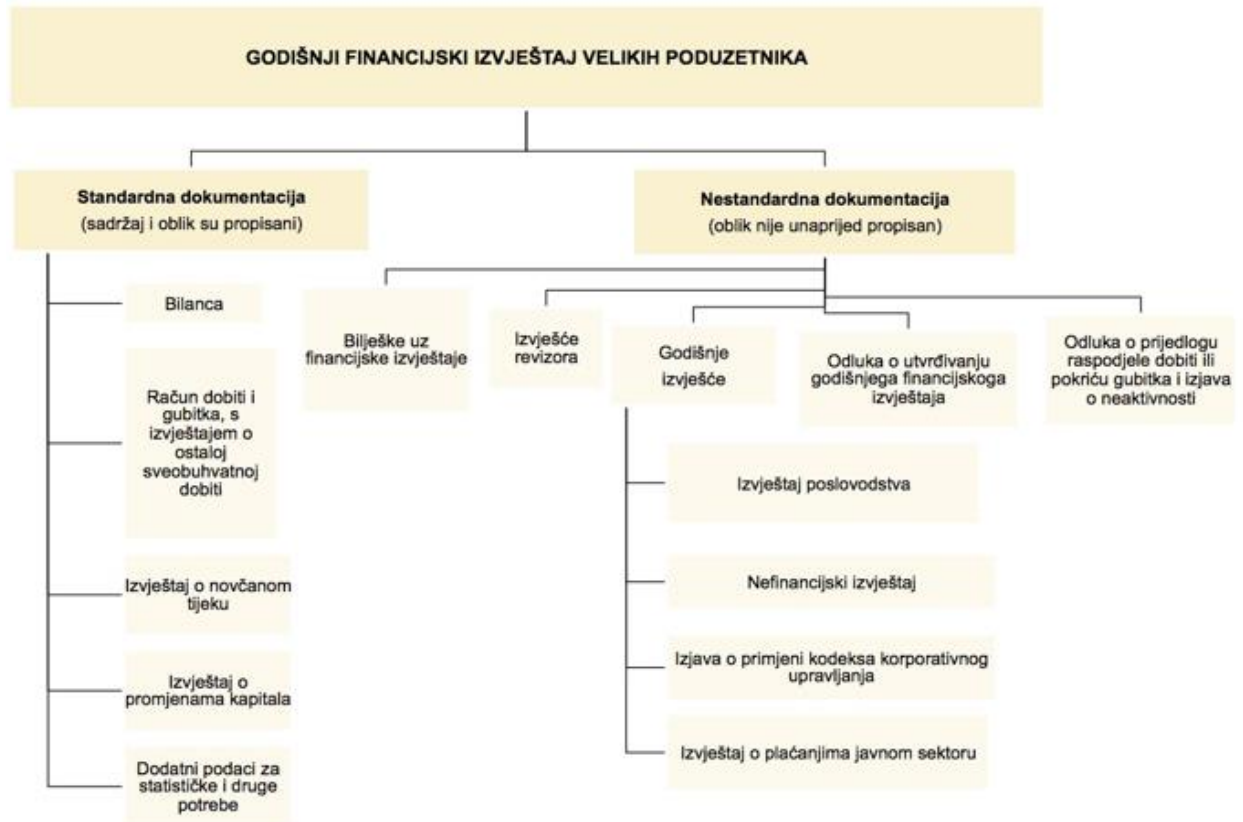 GODIŠNJI FINANCIJSKI IZVJEŠTAJ VELIKIH PODUZETNIKA
Standardna dokumentacija
(sadržaj i oblik su propisani)
Nestandardna dokumentacija
(oblik nije unaprijed propisan)
Bilanca
Račun dobiti i
gubitka, s
izvještajem o
ostaloj
sveobuhvatnoj
dobiti
Izvještaj o novčanom
tijeku
Izvještaj o
promjenama kapitala
Dodatni podaci za
statističke i druge
potrebe
Bilješke uz
financijske izvještaje
Izvješće
revizora
Godišnje
izvješće
Odluka o utvrđivanju
godišnjega financijskoga
izvještaja
Odluka o prijedlogu
raspodjele dobiti ili
pokriću gubitka i izjava
o neaktivnosti
Izvještaj poslovodstva
Nefinancijski izvještaj
Izjava o primjeni kodeksa korporativnog
upravljanja
Izvještaj o plaćanjima javnom sektoru